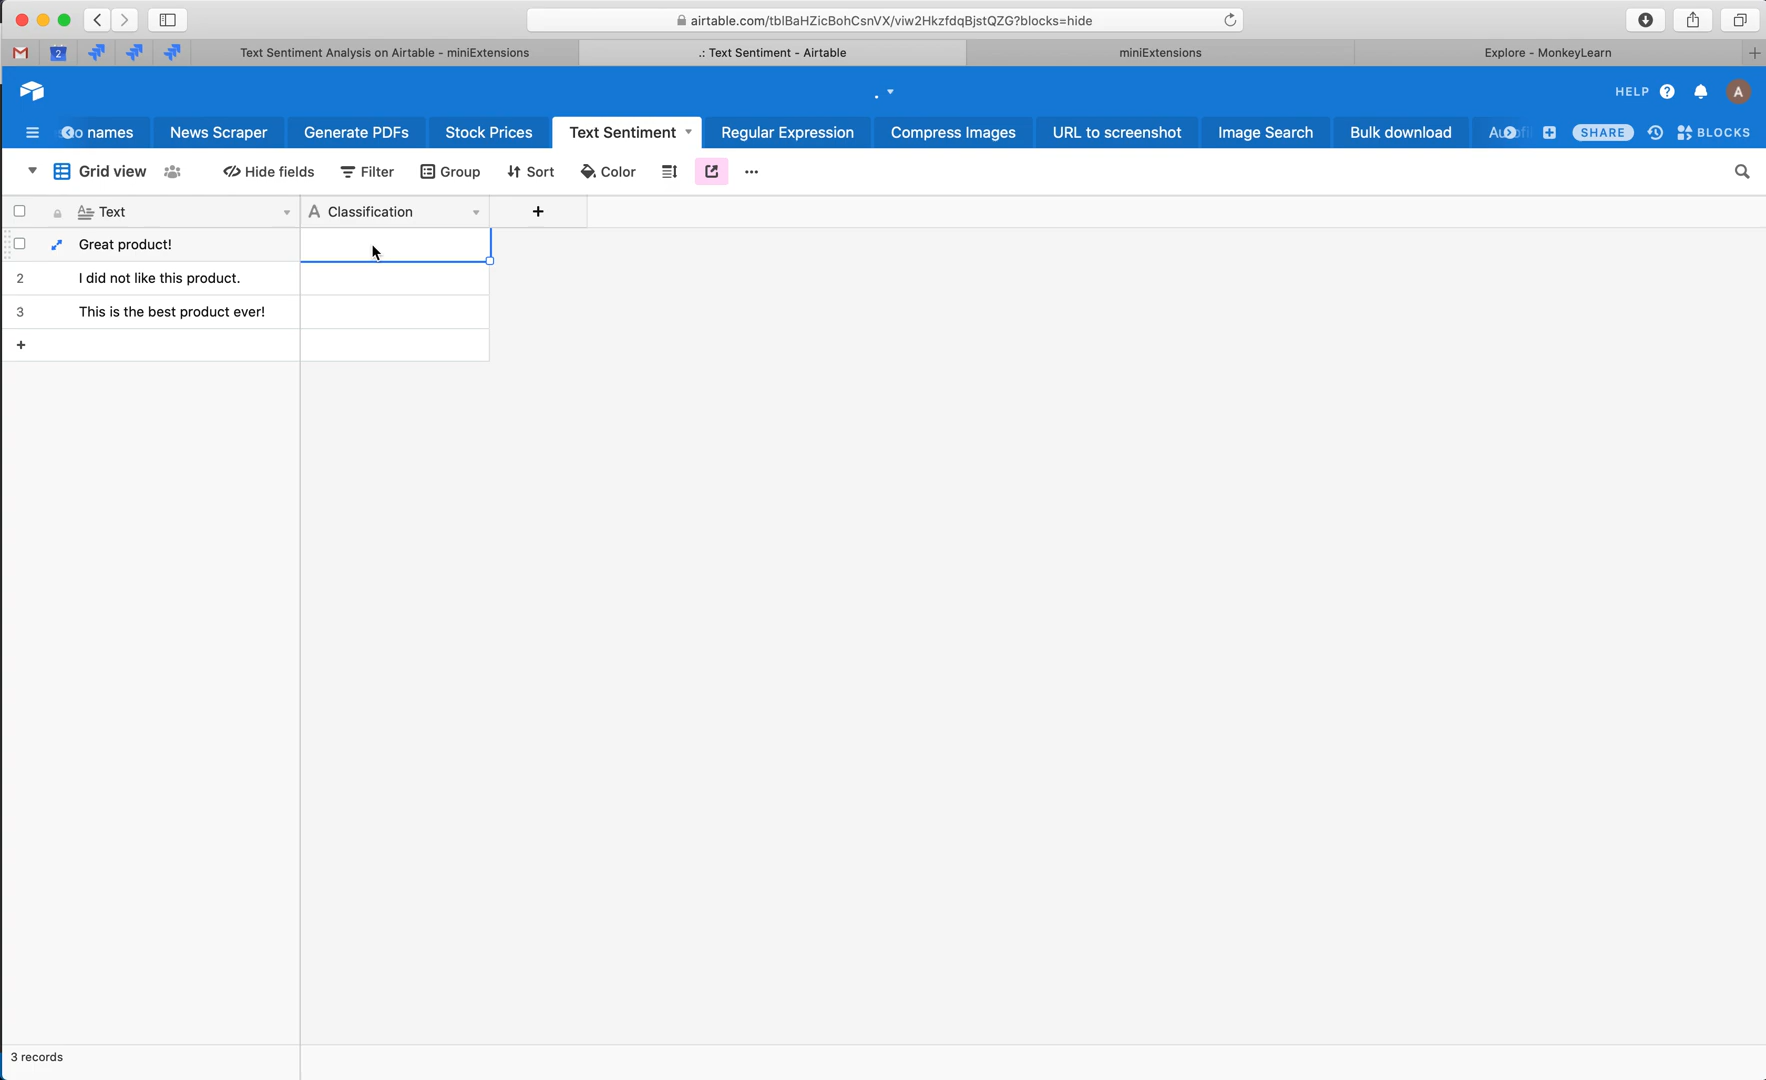 airtable.com/tblBaHZicBohCsnVX/viw2HkzfdqBjstQZG?blocks=hide
2
Text Sentiment Analysis on Airtable - miniExtensions
.: Text Sentiment - Airtable
miniExtensions
Explore - MonkeyLearn
.
HELP
A
names
News Scraper
Generate PDFs
Stock Prices
Text Sentiment
Regular Expression
Compress Images
URL to screenshot
Image Search
Bulk download
SHARE
BLOCKS
Grid view
Hide fields
Filter
Group
Sort
Color
Text
Classification
Great product!
2 I did not like this product.
3 This is the best product ever!
3 records